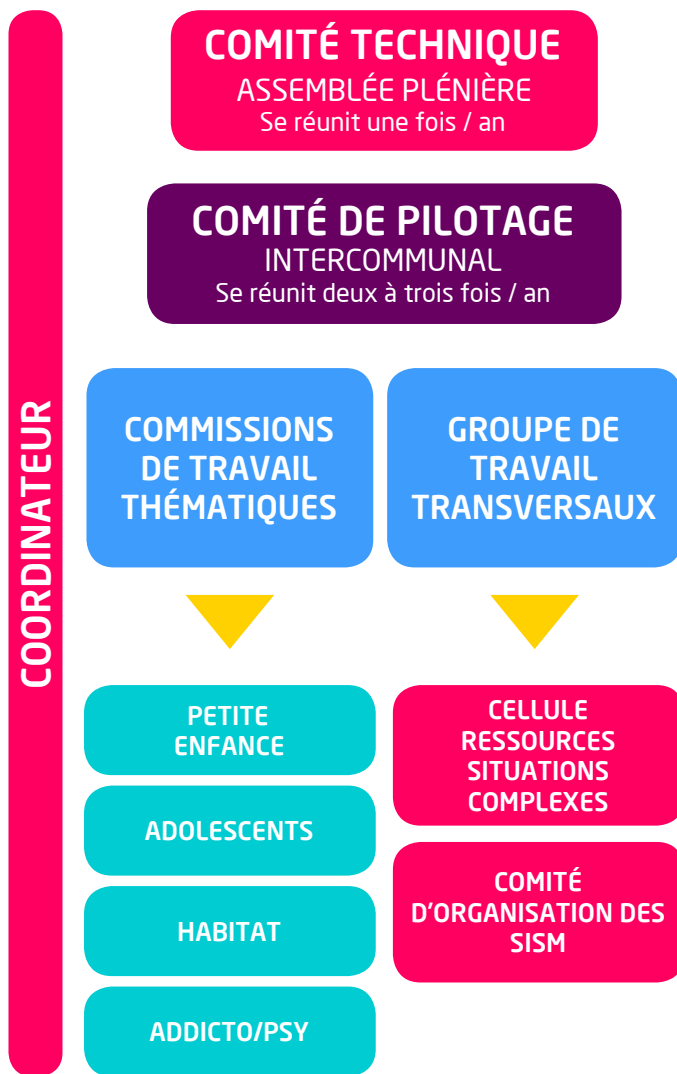 COORDINATEUR
COMITÉ TECHNIQUE
ASSEMBLÉE PLÉNIÈRE
Se réunit une fois / an
COMITÉ DE PILOTAGE
INTERCOMMUNAL
Se réunit deux à trois fois / an
COMMISSIONS
DE TRAVAIL
THÉMATIQUES
GROUPE DE
TRAVAIL
TRANSVERSAUX
PETITE
ENFANCE
ADOLESCENTS
HABITAT
ADDICTO/PSY
CELLULE
RESSOURCES
SITUATIONS
COMPLEXES
COMITÉ
D'ORGANISATION DES
SISM